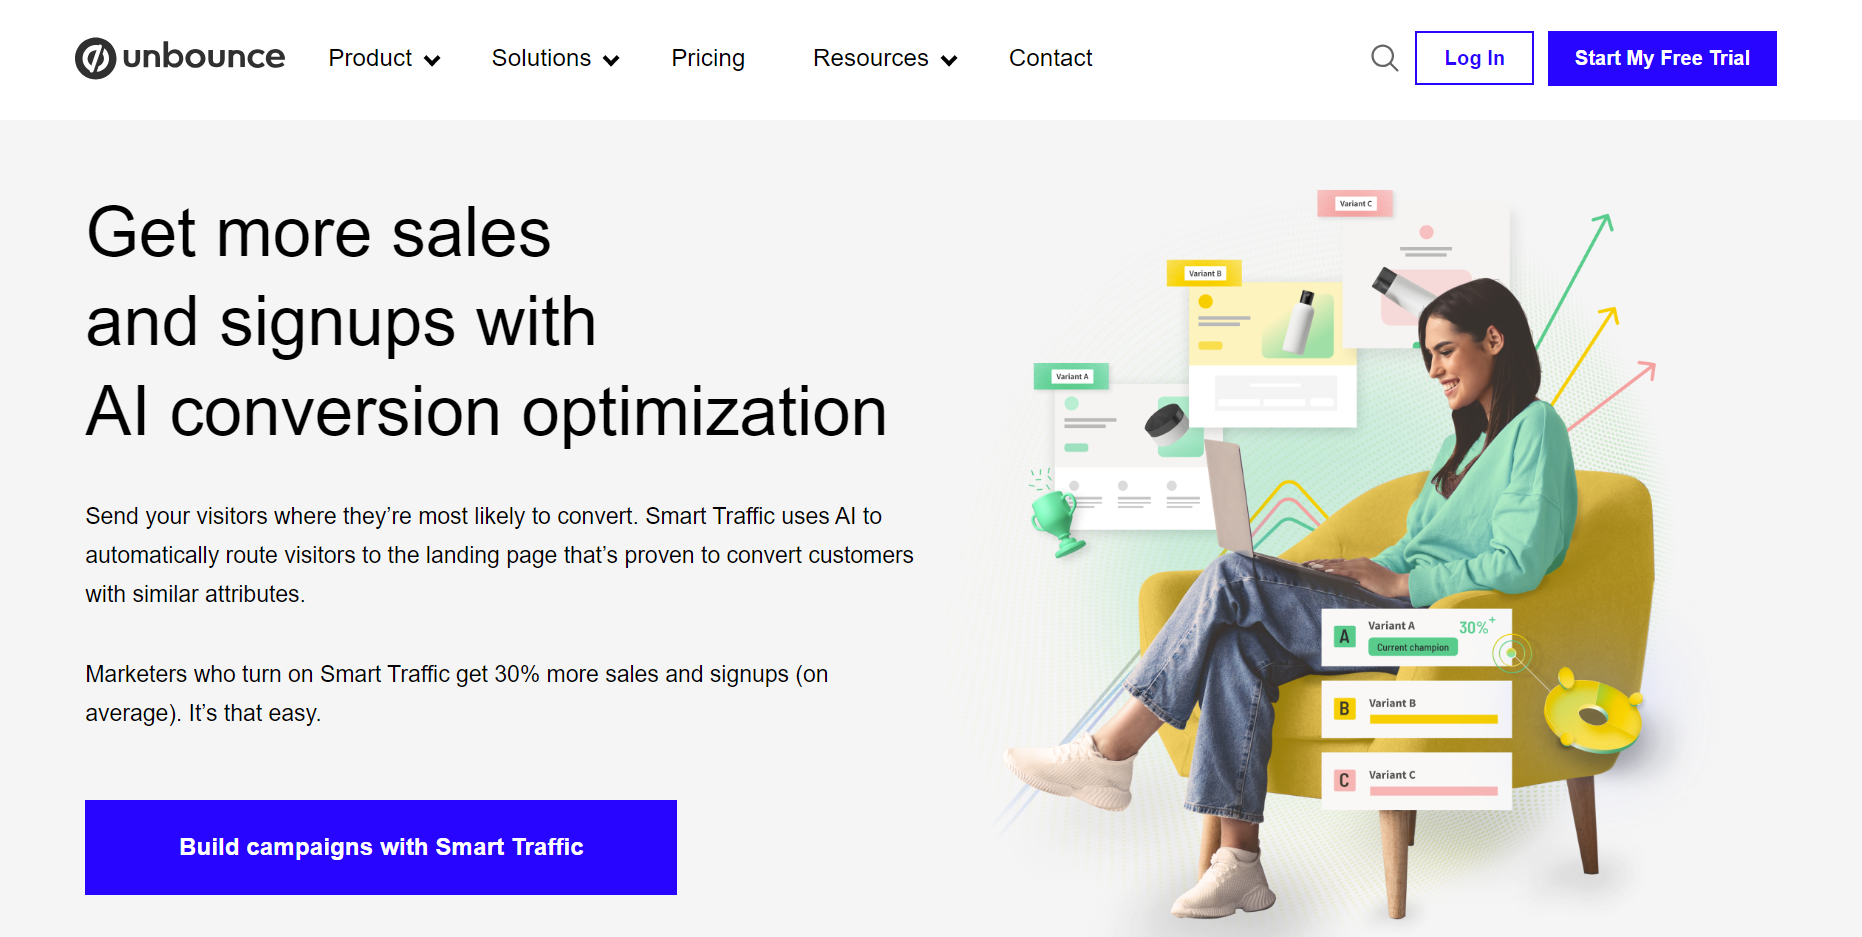 unbounce
Product
Solutions
Pricing
Resources
Contact
Log In
Start My Free Trial
Get more sales
and signups with
AI conversion optimization
Send your visitors where they’re most likely to convert. Smart Traffic uses AI to
automatically route visitors to the landing page that’s proven to convert customers
with similar attributes.
Marketers who turn on Smart Traffic get 30% more sales and signups (on
average). It’s that easy.
Build campaigns with Smart Traffic
Variant C
Variant B
Variant A
A Variant A 30%+
Current champion
B Variant B
C Variant C